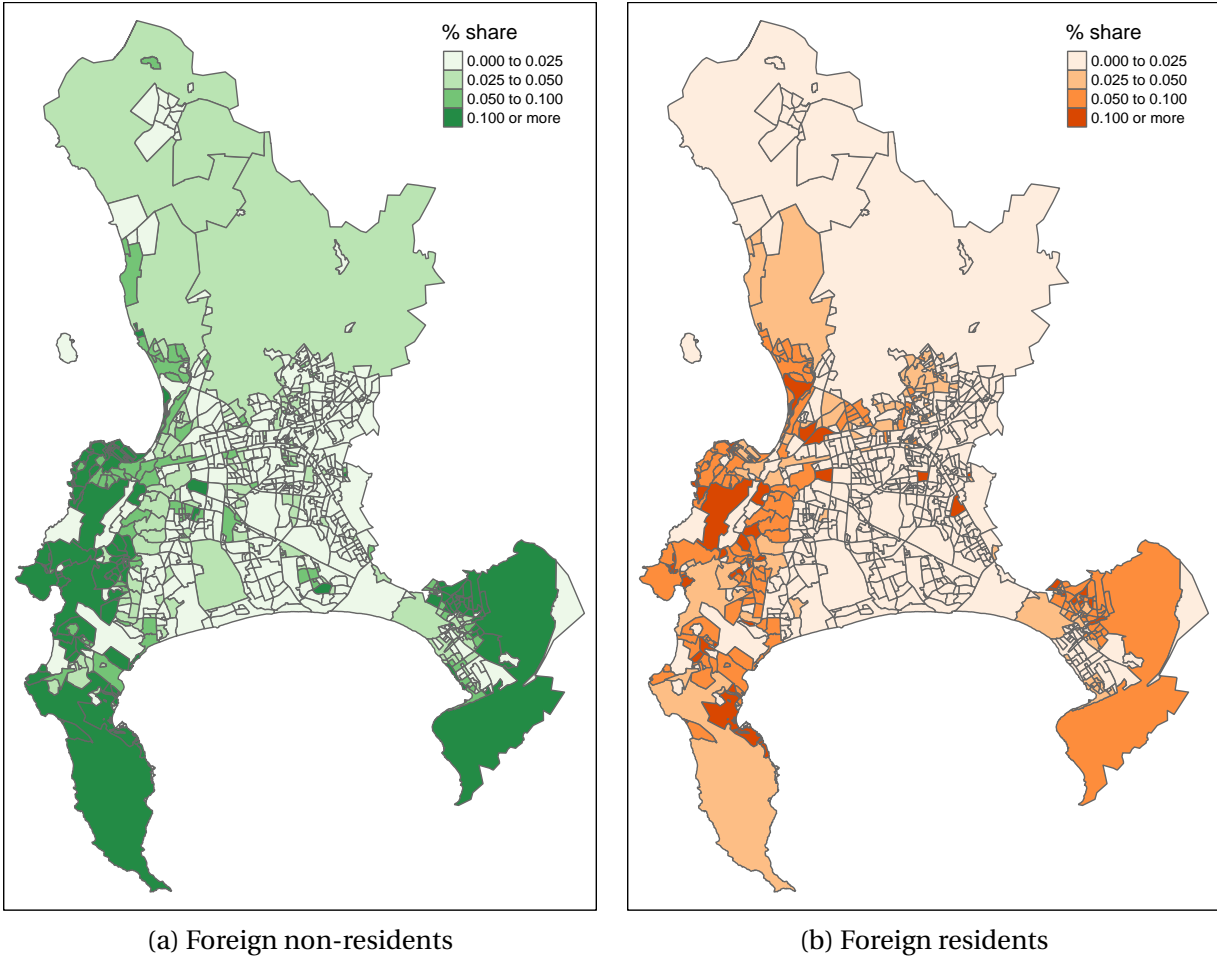 % share
0.000 to 0.025
0.025 to 0.050
0.050 to 0.100
0.100 or more
% share
0.000 to 0.025
0.025 to 0.050
0.050 to 0.100
0.100 or more
(a) Foreign non-residents
(b) Foreign residents